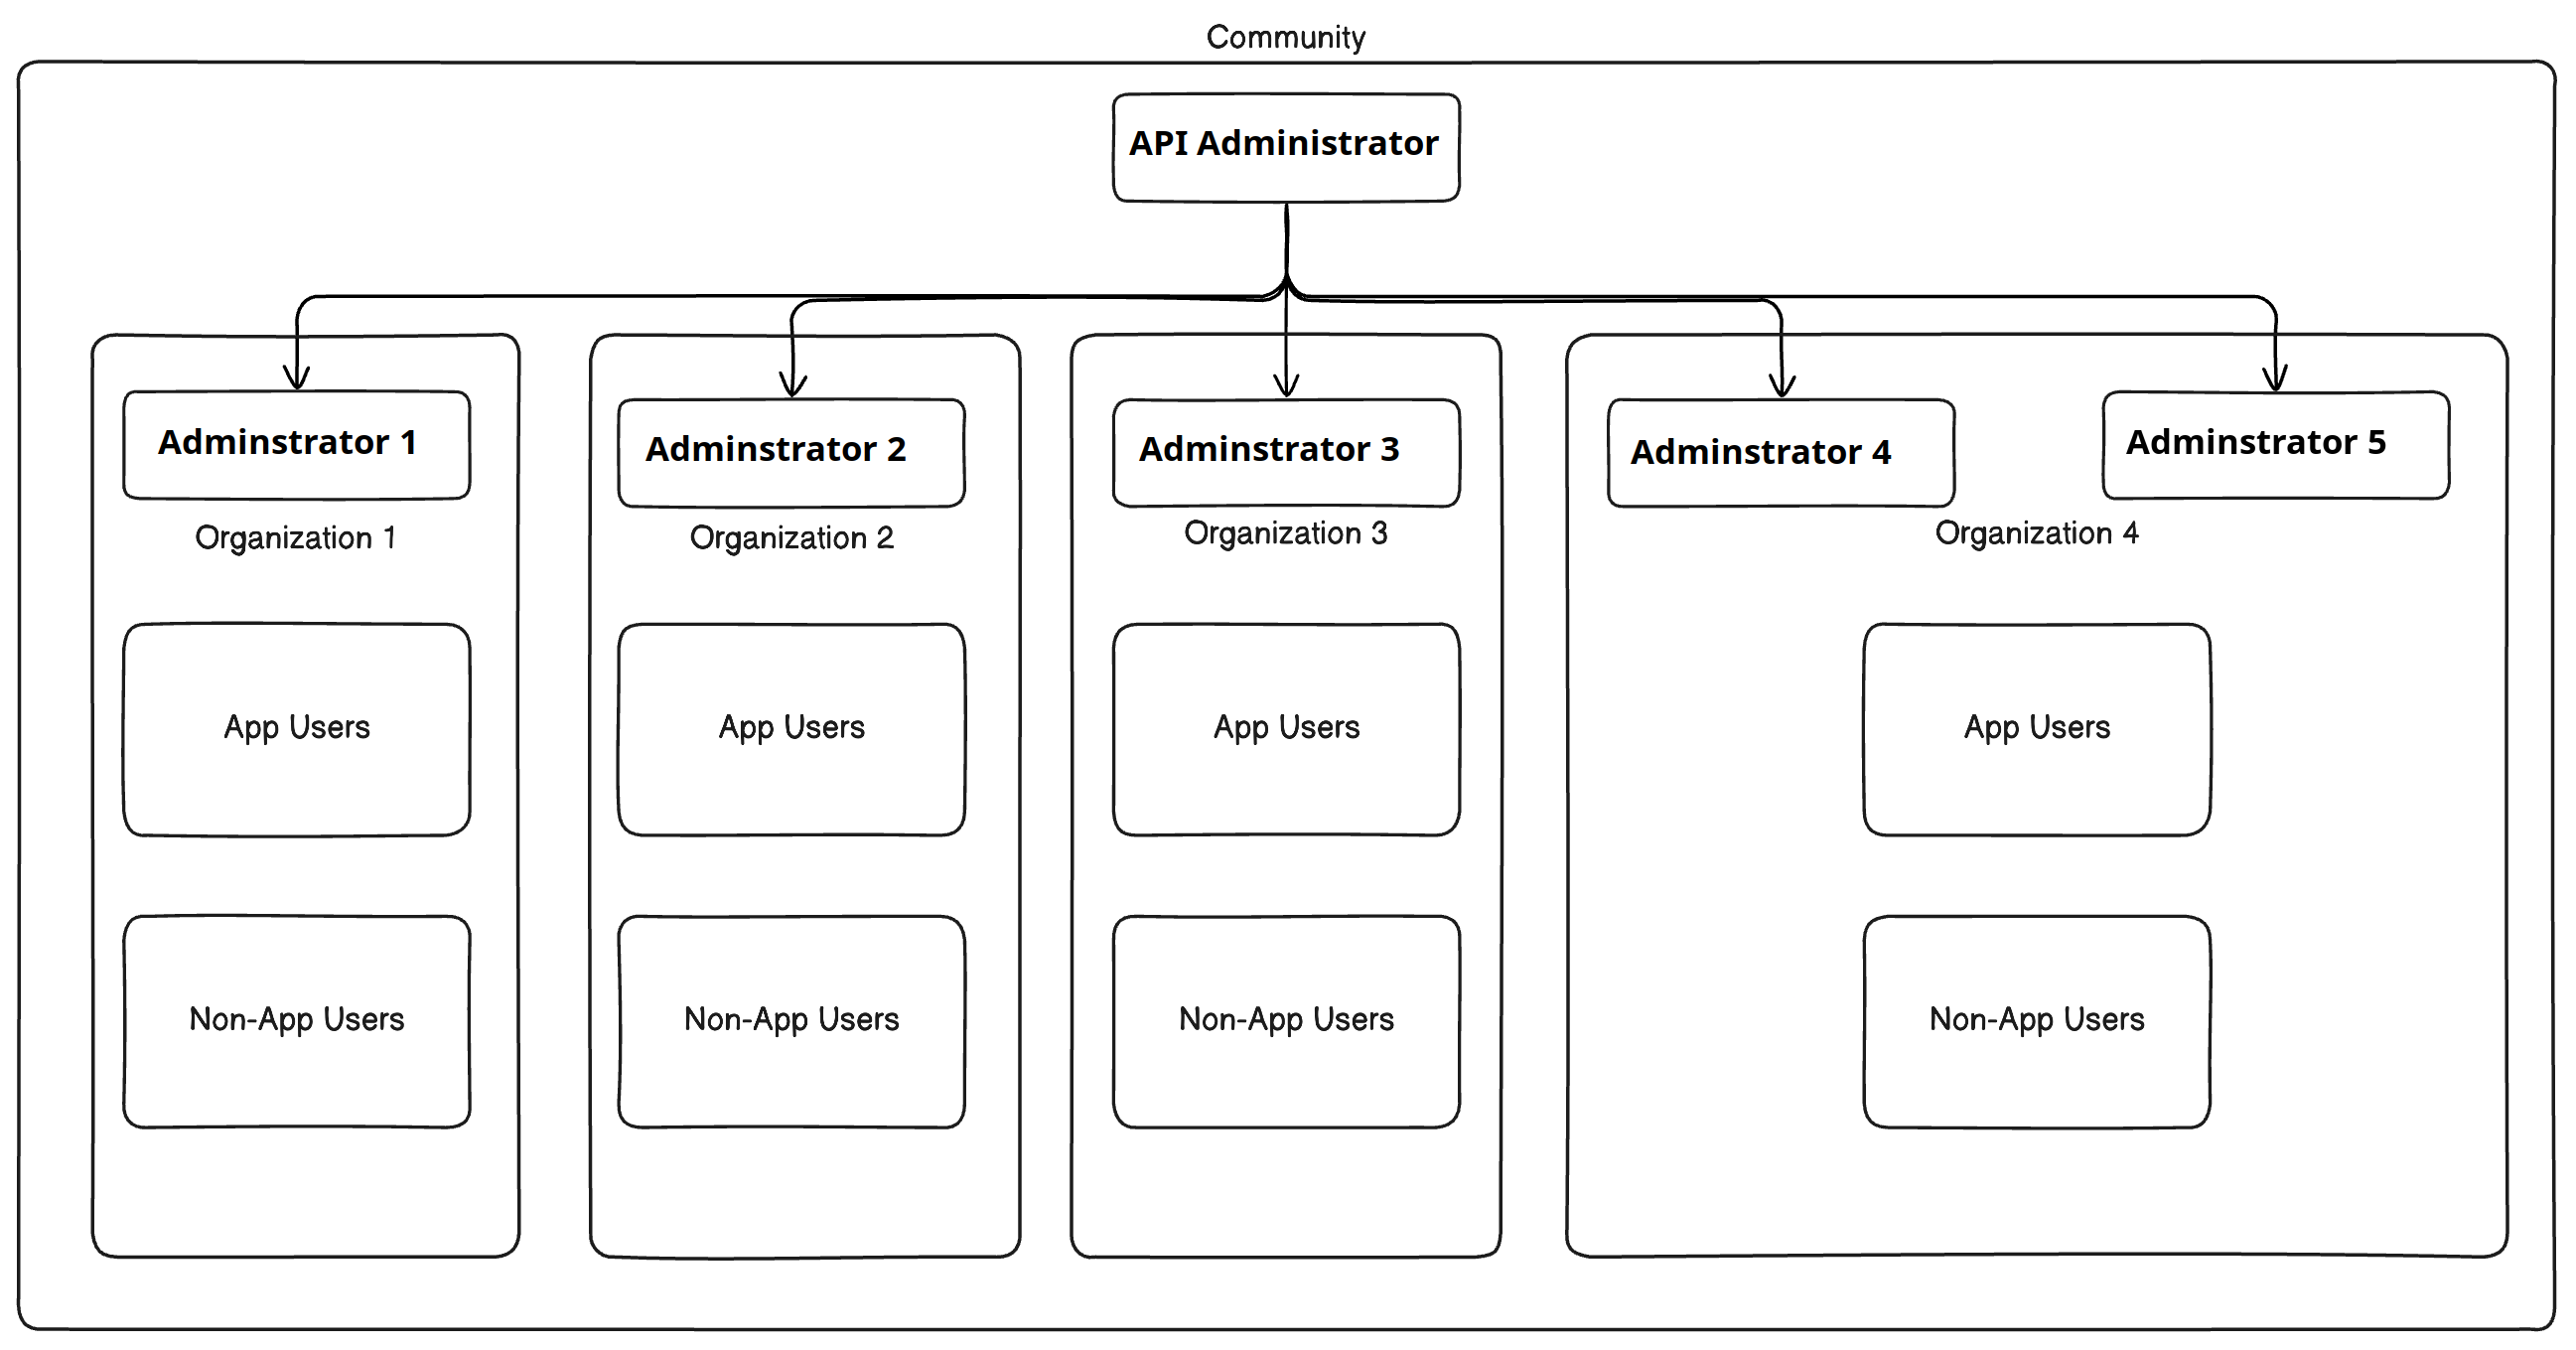 Community
API Administrator
Adminstrator 1
Adminstrator 2
Adminstrator 3
Adminstrator 4
Adminstrator 5
Organization 1
Organization 2
Organization 3
Organization 4
App Users
App Users
App Users
App Users
Non-App Users
Non-App Users
Non-App Users
Non-App Users